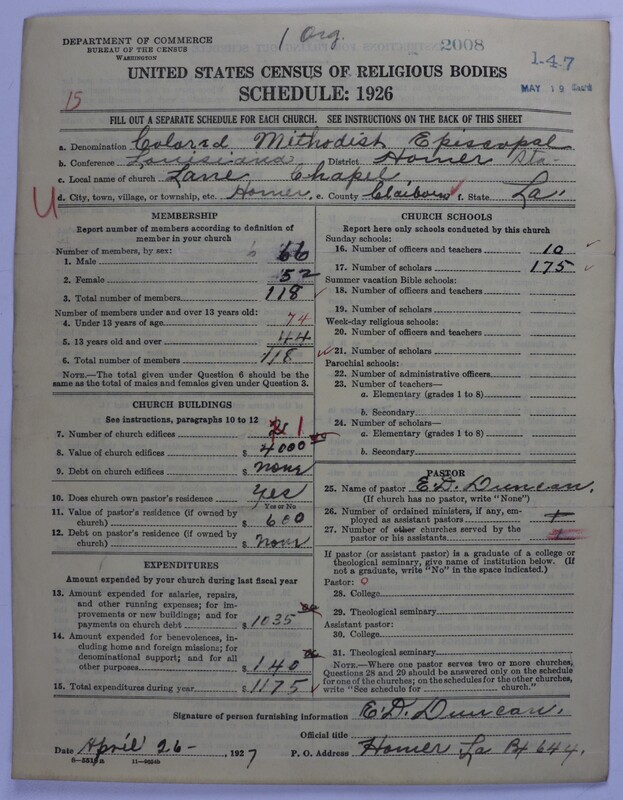 1 Org.
DEPARTMENT OF COMMERCE
BUREAU OF THE CENSUS
WASHINGTON
2008
147
MAY 19
UNITED STATES CENSUS OF RELIGIOUS BODIES
SCHEDULE: 1926
15
FILL OUT A SEPARATE SCHEDULE FOR EACH CHURCH. SEE INSTRUCTIONS ON THE BACK OF THIS SHEET
a. Denomination Colored Methodist Episcopal
b. Conference Louisiana District Homer Sta-
c. Local name of church Lane Chapel
U d. City, town, village, or township, etc. Homer, e. County Claiborn f. State La.
MEMBERSHIP
Report number of members according to definition of
member in your church
Number of members, by sex:
1. Male 66
2. Female 52
3. Total number of members 118
Number of members under and over 13 years old:
4. Under 13 years of age 74
5. 13 years old and over 44
6. Total number of members 118
NOTE.—The total given under Question 6 should be
the same as the total of males and females given under Question 3.
CHURCH BUILDINGS
See instructions, paragraphs 10 to 12
7. Number of church edifices 1
8. Value of church edifices $ 4000 00
9. Debt on church edifices $ None
10. Does church own pastor's residence Yes
Yes or No
11. Value of pastor's residence (if owned by
church) $ 600
12. Debt on pastor's residence (if owned by
church) $ None
EXPENDITURES
Amount expended by your church during last fiscal year
13. Amount expended for salaries, repairs,
and other running expenses; for im-
provements or new buildings; and for
payments on church debt $ 1035
14. Amount expended for benevolences, in-
cluding home and foreign missions; for
denominational support; and for all
other purposes $ 140
15. Total expenditures during year $ 1175
CHURCH SCHOOLS
Report here only schools conducted by this church
Sunday schools:
16. Number of officers and teachers 10
17. Number of scholars 175
Summer vacation Bible schools:
18. Number of officers and teachers
19. Number of scholars
Week-day religious schools:
20. Number of officers and teachers
21. Number of scholars
Parochial schools:
22. Number of administrative officers
23. Number of teachers—
a. Elementary (grades 1 to 8)
b. Secondary
24. Number of scholars—
a. Elementary (grades 1 to 8)
b. Secondary
PASTOR
25. Name of pastor E. D. Duncan.
(If church has no pastor, write "None")
26. Number of ordained ministers, if any, em-
ployed as assistant pastors
27. Number of other churches served by the
pastor or his assistants
If pastor (or assistant pastor) is a graduate of a college or
theological seminary, give name of institution below. (If
not a graduate, write "No" in the space indicated.)
Pastor: 0
28. College
29. Theological seminary
Assistant pastor:
30. College
31. Theological seminary
NOTE.—Where one pastor serves two or more churches,
Questions 28 and 29 should be answered only on the schedule
for one of the churches; on the schedules for the other churches,
write "See schedule for church."
Signature of person furnishing information E. D. Duncan.
Official title
Date April 26-, 1927 P. O. Address Homer La Bx 644.